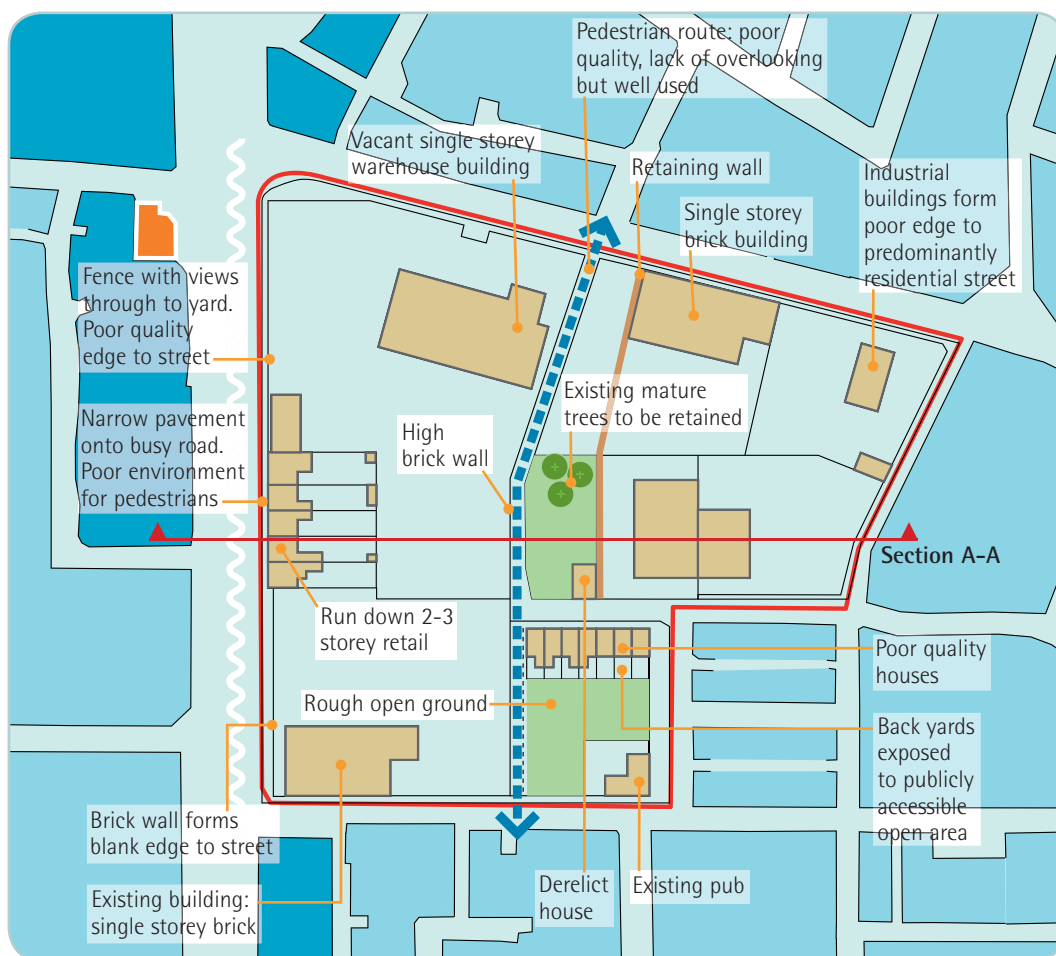 Pedestrian route: poor
quality, lack of overlooking
but well used
Vacant single storey
warehouse building
Retaining wall
Industrial
buildings form
poor edge to
predominantly
residential street
Single storey
brick building
Fence with views
through to yard.
Poor quality
edge to street
Existing mature
trees to be retained
Narrow pavement
onto busy road.
Poor environment
for pedestrians
High
brick wall
Section A-A
Run down 2-3
storey retail
Poor quality
houses
Rough open ground
Back yards
exposed
to publicly
accessible
open area
Brick wall forms
blank edge to street
Existing building:
single storey brick
Derelict
house
Existing pub